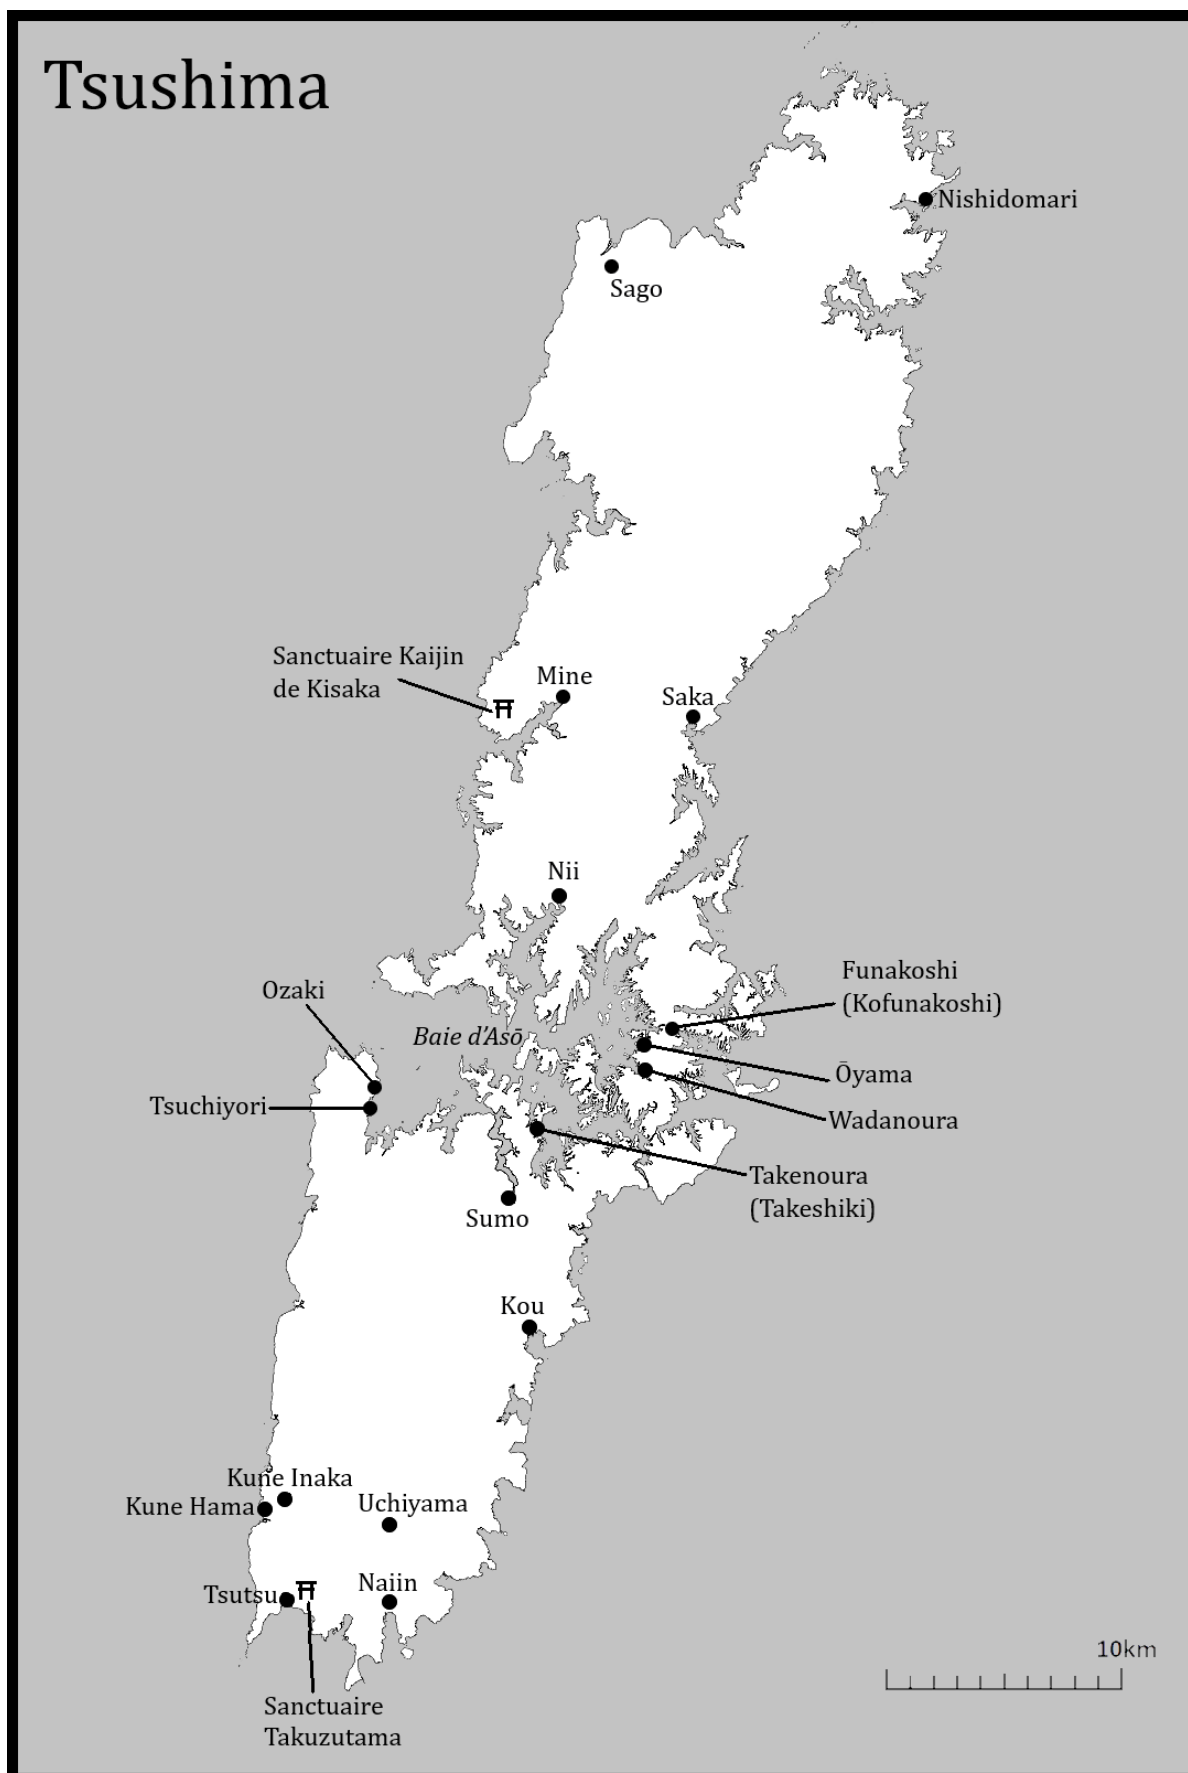 Tsushima
Nishidomari
Sago
Sanctuaire Kaijin
de Kisaka
Mine
Saka
Nii
Funakoshi
(Kofunakoshi)
Ozaki
Baie d'Asō
Ōyama
Tsuchiyori
Wadanoura
Takenoura
(Takeshiki)
Sumo
Kou
Kune Inaka
Kune Hama
Uchiyama
Naiin
Tsutsu
10km
Sanctuaire
Takuzutama